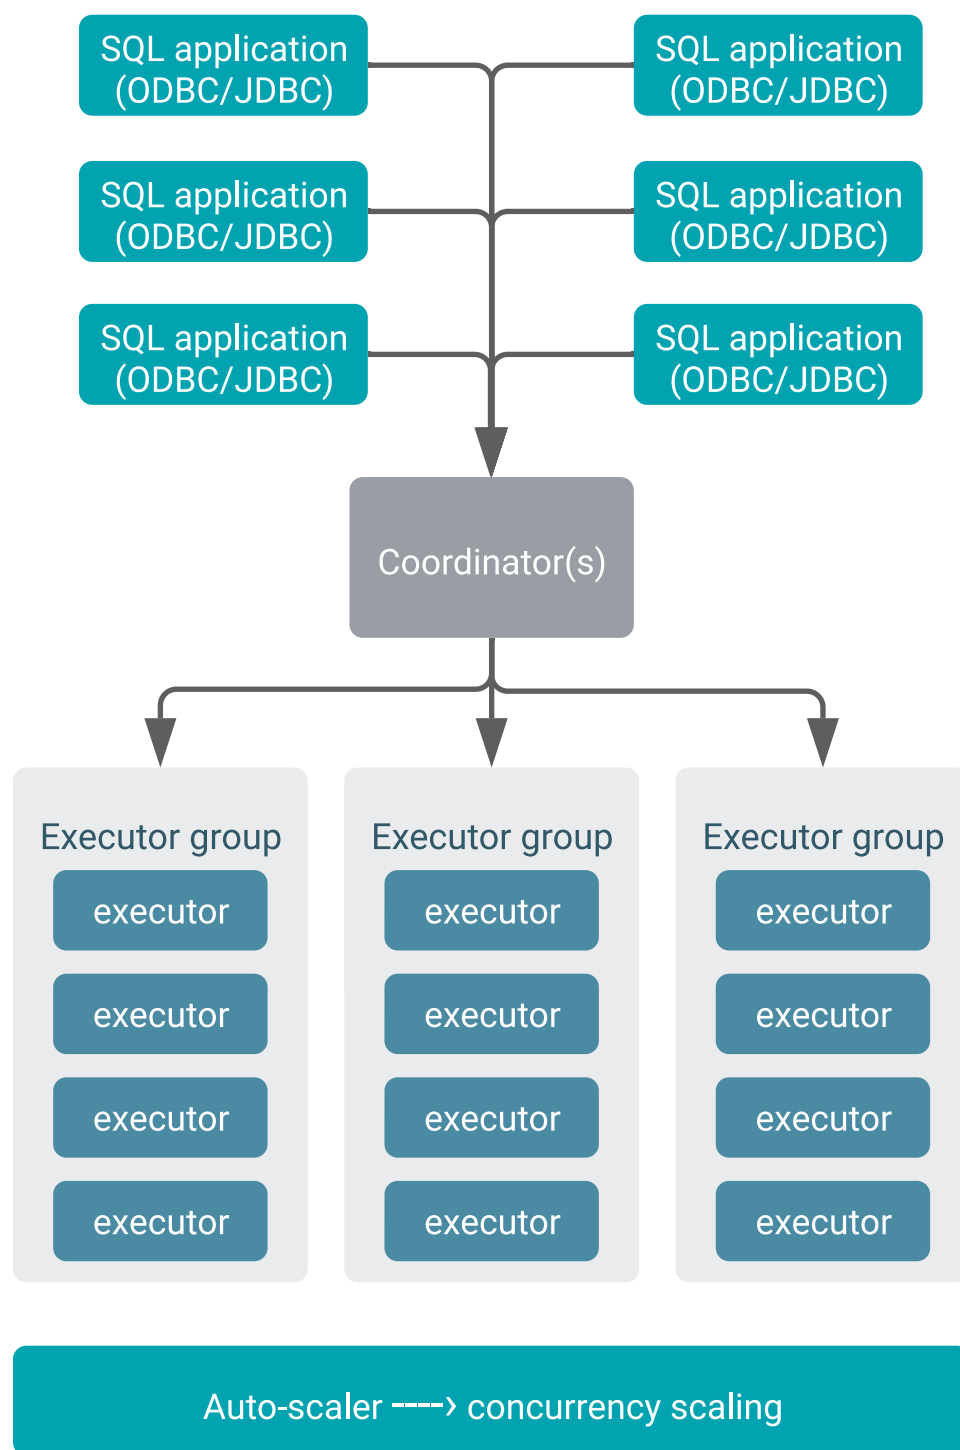 SQL application
(ODBC/JDBC)
SQL application
(ODBC/JDBC)
SQL application
(ODBC/JDBC)
SQL application
(ODBC/JDBC)
SQL application
(ODBC/JDBC)
SQL application
(ODBC/JDBC)
Coordinator(s)
Executor group
executor
executor
executor
executor
Executor group
executor
executor
executor
executor
Executor group
executor
executor
executor
executor
Auto-scaler ----> concurrency scaling